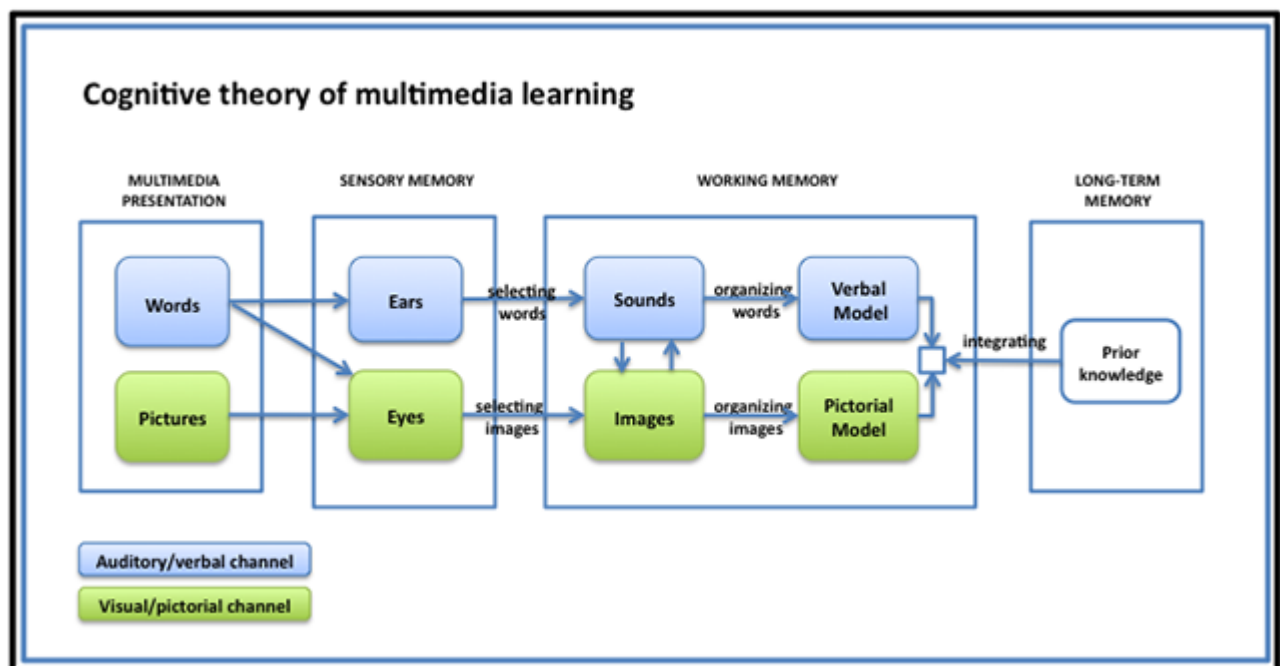 Cognitive theory of multimedia learning
MULTIMEDIA
PRESENTATION
SENSORY MEMORY
WORKING MEMORY
LONG-TERM
MEMORY
Words
Ears
selecting
words
Sounds
organizing
words
Verbal
Model
integrating
Prior
knowledge
Pictures
Eyes
selecting
images
Images
organizing
images
Pictorial
Model
Auditory/verbal channel
Visual/pictorial channel